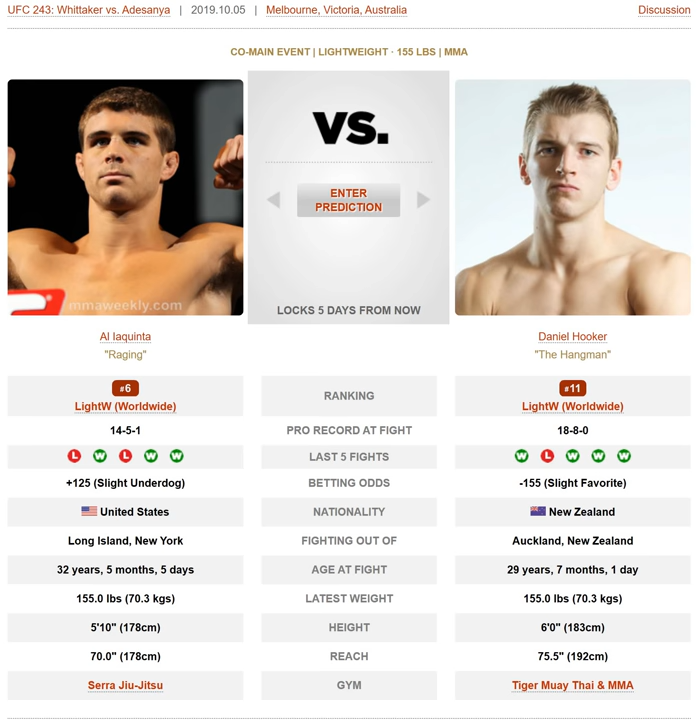 UFC 243: Whittaker vs. Adesanya | 2019.10.05 | Melbourne, Victoria, Australia Discussion
CO-MAIN EVENT | LIGHTWEIGHT · 155 LBS | MMA
VS.
ENTER
PREDICTION
LOCKS 5 DAYS FROM NOW
mmaweekly.com
Al Iaquinta Daniel Hooker
"Raging" "The Hangman"
#6 RANKING #11
LightW (Worldwide) LightW (Worldwide)
14-5-1 PRO RECORD AT FIGHT 18-8-0
L W L W W LAST 5 FIGHTS W L W W W
+125 (Slight Underdog) BETTING ODDS -155 (Slight Favorite)
United States NATIONALITY New Zealand
Long Island, New York FIGHTING OUT OF Auckland, New Zealand
32 years, 5 months, 5 days AGE AT FIGHT 29 years, 7 months, 1 day
155.0 lbs (70.3 kgs) LATEST WEIGHT 155.0 lbs (70.3 kgs)
5'10" (178cm) HEIGHT 6'0" (183cm)
70.0" (178cm) REACH 75.5" (192cm)
Serra Jiu-Jitsu GYM Tiger Muay Thai & MMA